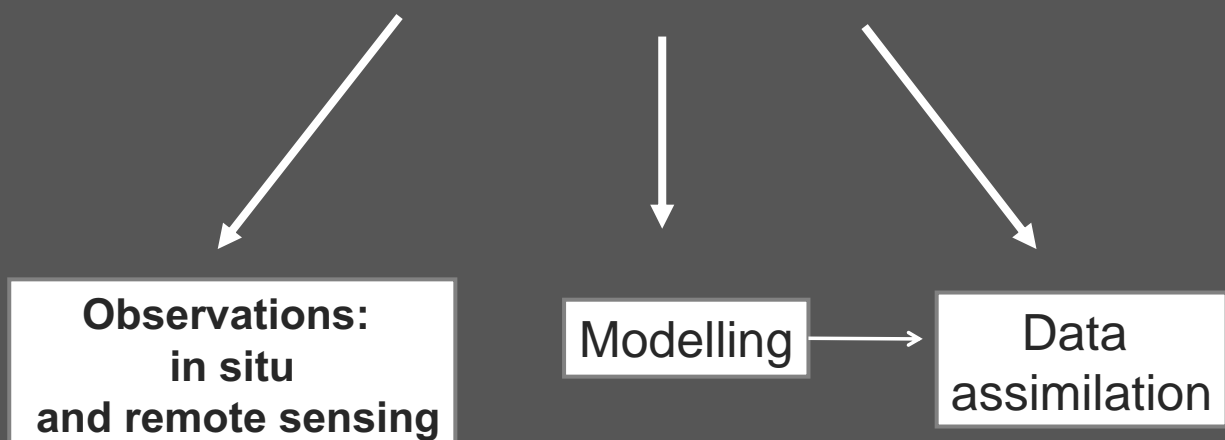 Observations:
in situ
and remote sensing
Modelling
Data
assimilation